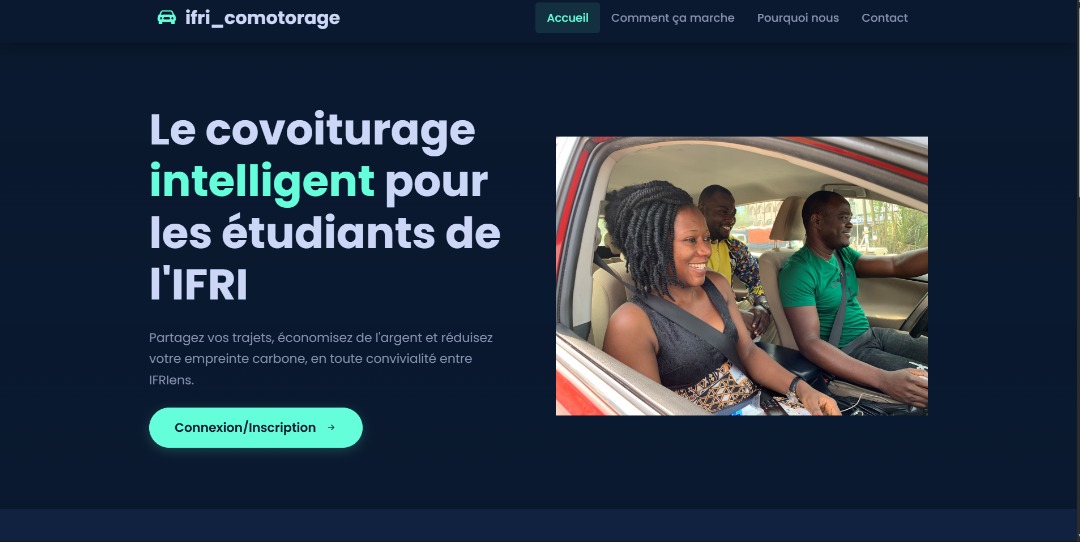 ifri_comotorage
Accueil
Comment ça marche
Pourquoi nous
Contact
Le covoiturage
intelligent pour
les étudiants de
l'IFRI
Partagez vos trajets, économisez de l'argent et réduisez
votre empreinte carbone, en toute convivialité entre
IFRIens.
Connexion/Inscription →